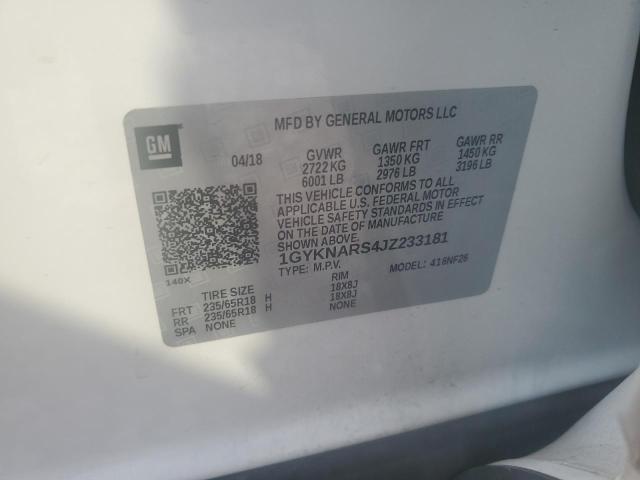 MFD BY GENERAL MOTORS LLC
GM
04/18 GVWR GAWR FRT GAWR RR
2722 KG 1350 KG 1450 KG
6001 LB 2976 LB 3196 LB
THIS VEHICLE CONFORMS TO ALL
APPLICABLE U.S. FEDERAL MOTOR
VEHICLE SAFETY STANDARDS IN EFFECT
ON THE DATE OF MANUFACTURE
SHOWN ABOVE.
1GYKNARS4JZ233181
140X
TYPE: M.P.V. MODEL: 418NF26
TIRE SIZE RIM
FRT 235/65R18 H 18X8J
RR 235/65R18 H 18X8J
SPA NONE NONE